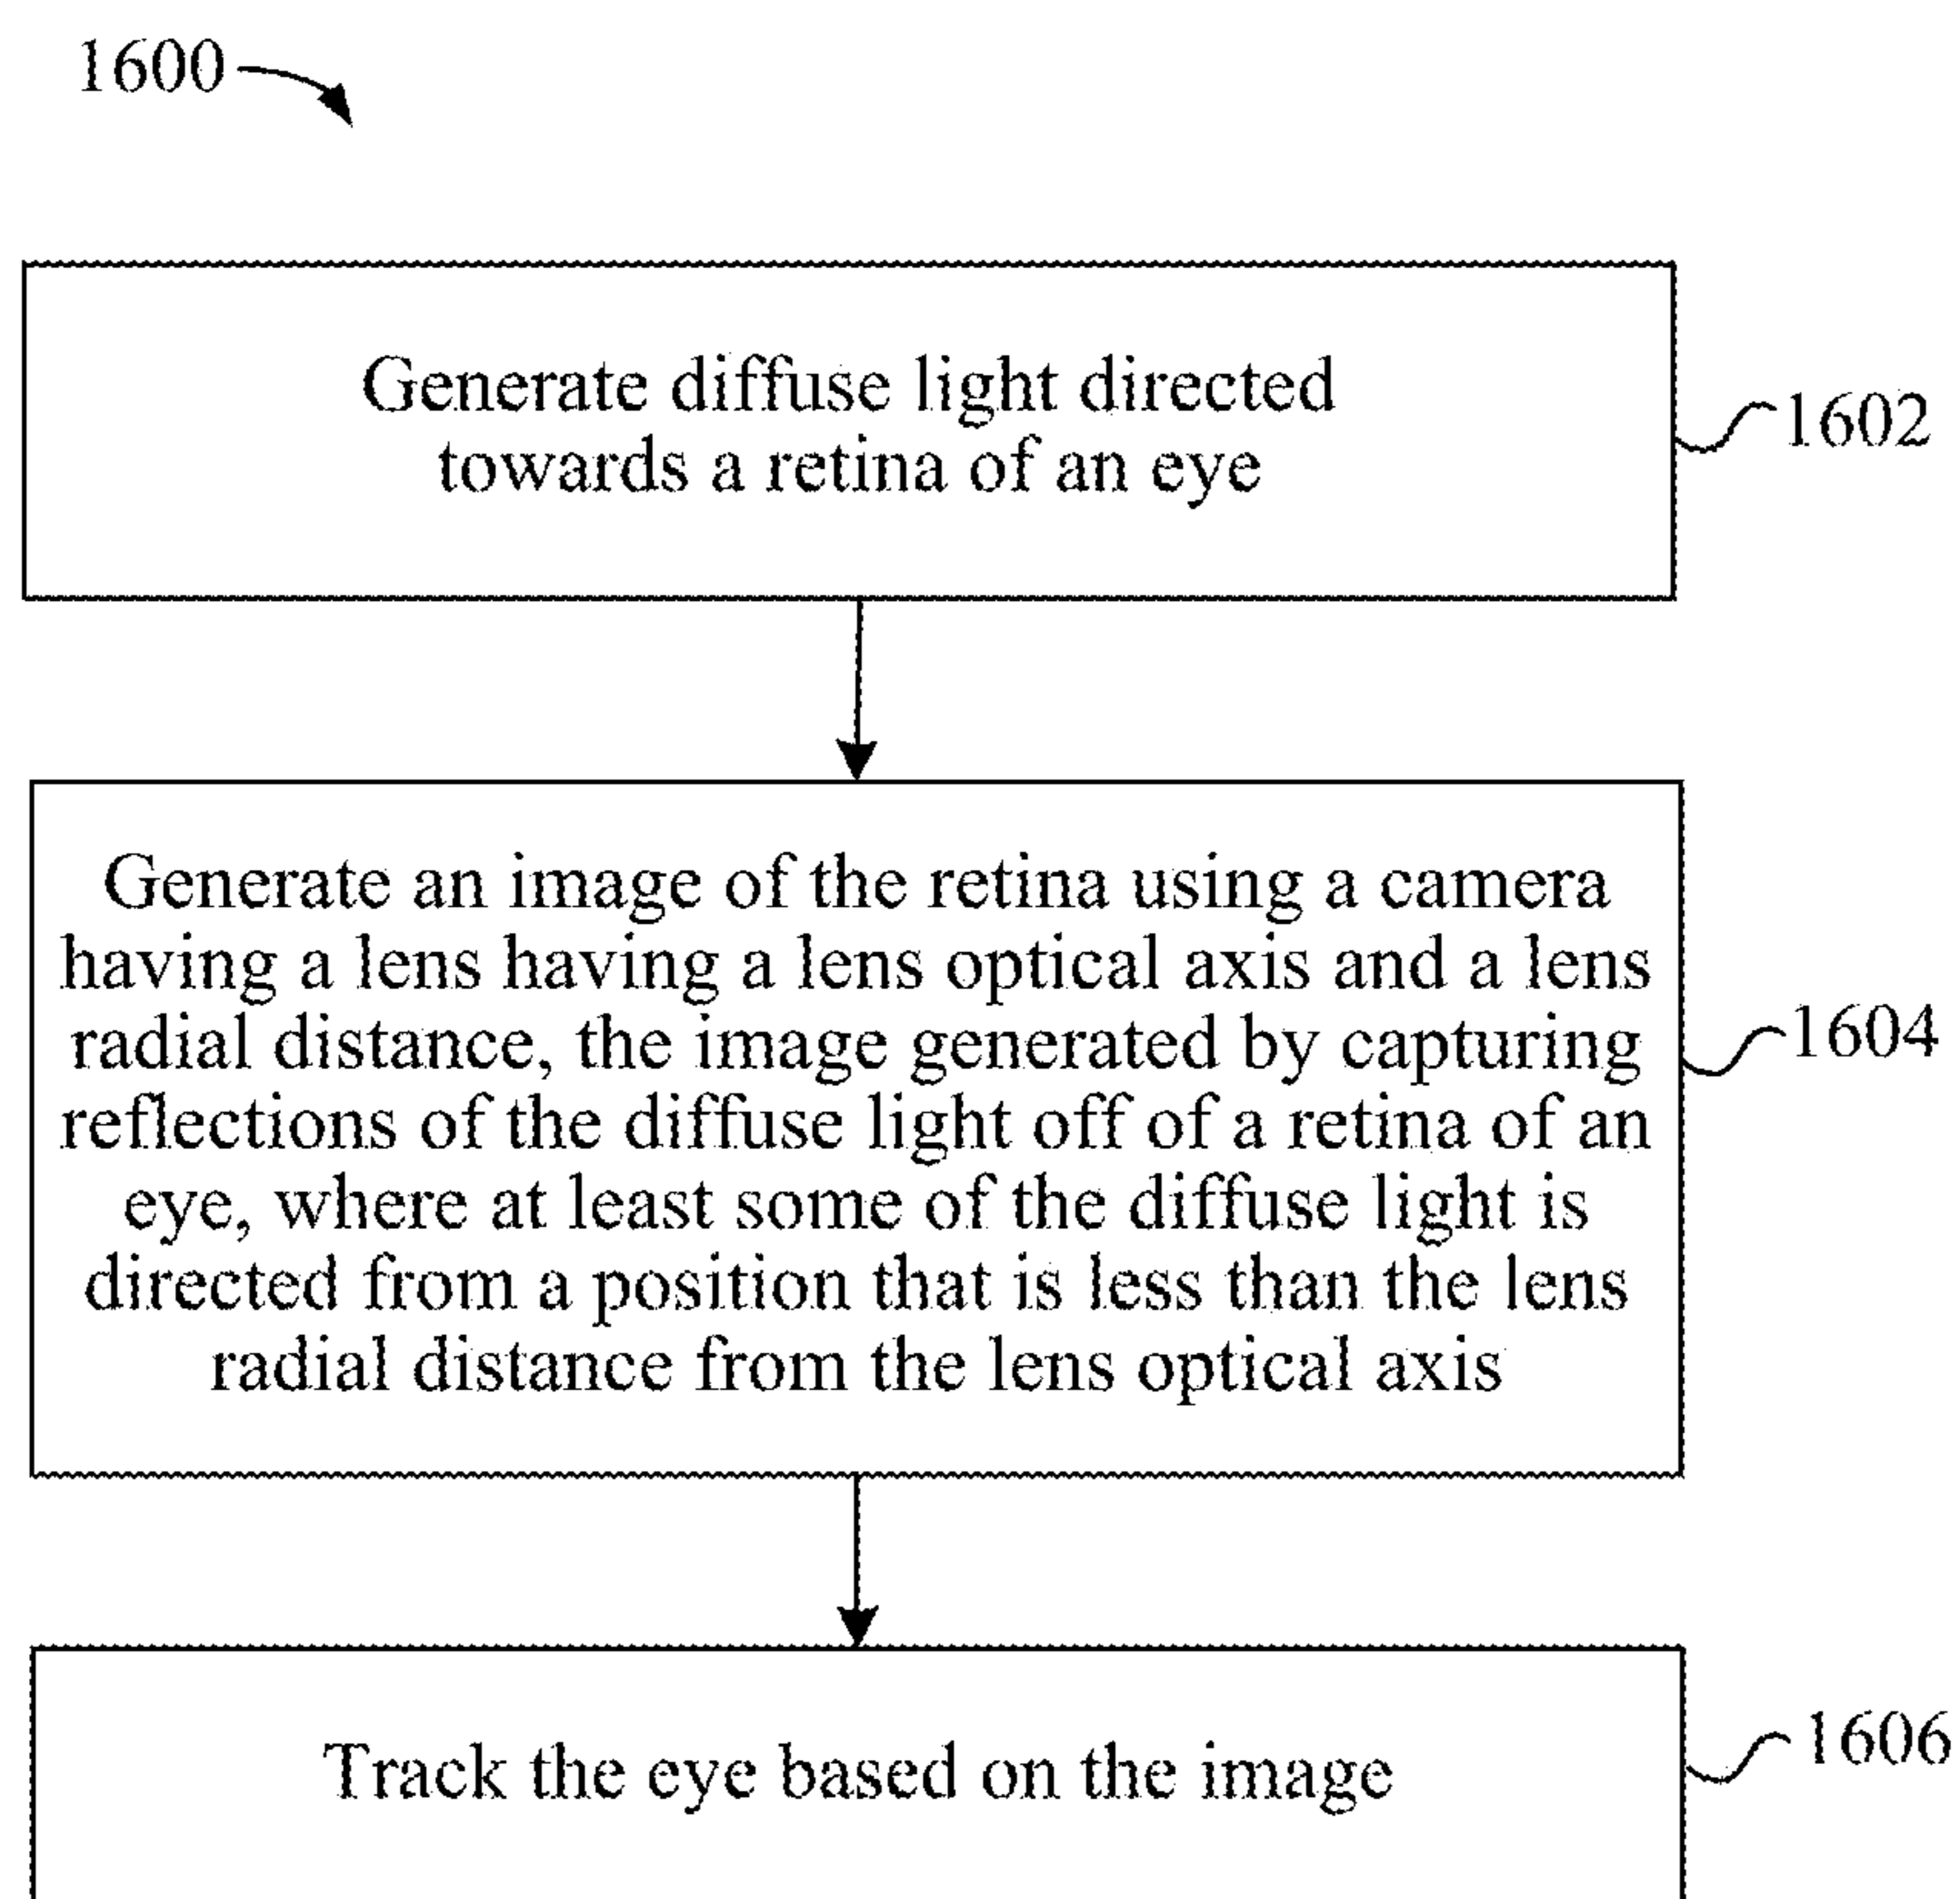 1600
Generate diffuse light directed
towards a retina of an eye
1602
Generate an image of the retina using a camera
having a lens having a lens optical axis and a lens
radial distance, the image generated by capturing
reflections of the diffuse light off of a retina of an
eye, where at least some of the diffuse light is
directed from a position that is less than the lens
radial distance from the lens optical axis
1604
Track the eye based on the image
1606